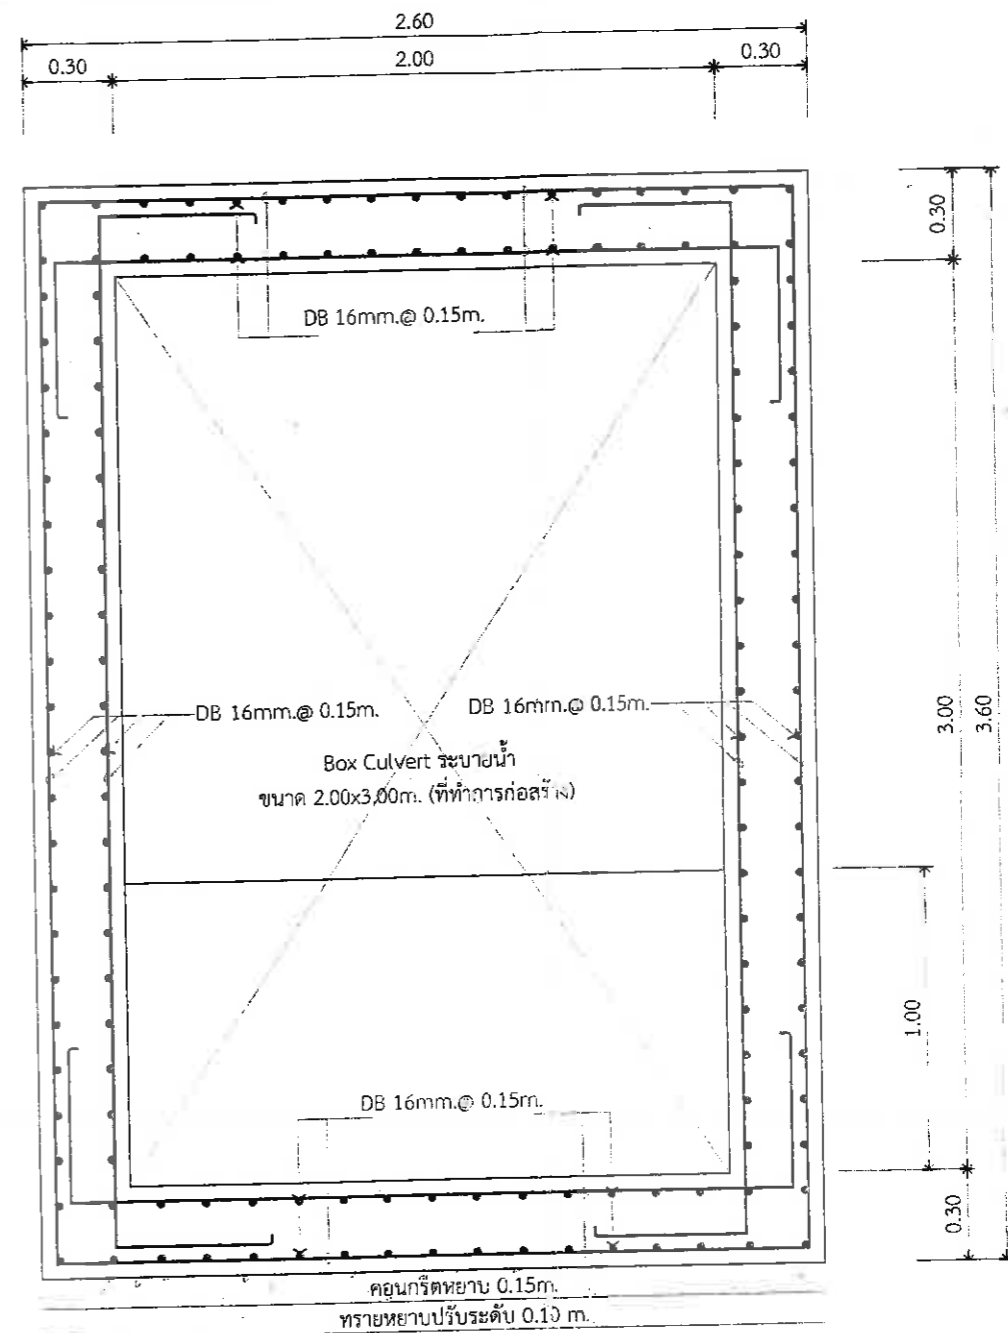 2.60
0.30 2.00 0.30
0.30
DB 16mm.@ 0.15m.
3.00
3.60
DB 16mm.@ 0.15m. DB 16mm.@ 0.15m.
Box Culvert ระบายน้ำ
ขนาด 2.00x3.00m. (ที่ทำการก่อสร้าง)
1.00
DB 16mm.@ 0.15m.
0.30
คอนกรีตหยาบ 0.15m.
ทรายหยาบปรับระดับ 0.10 m.